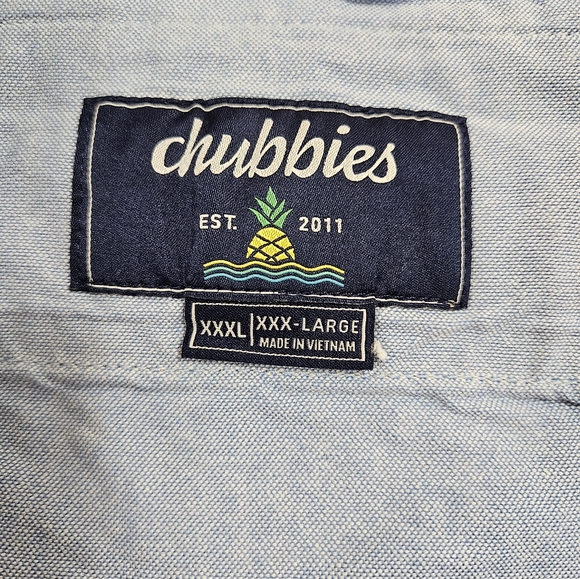 chubbies
EST. 2011
XXXL XXX-LARGE
MADE IN VIETNAM